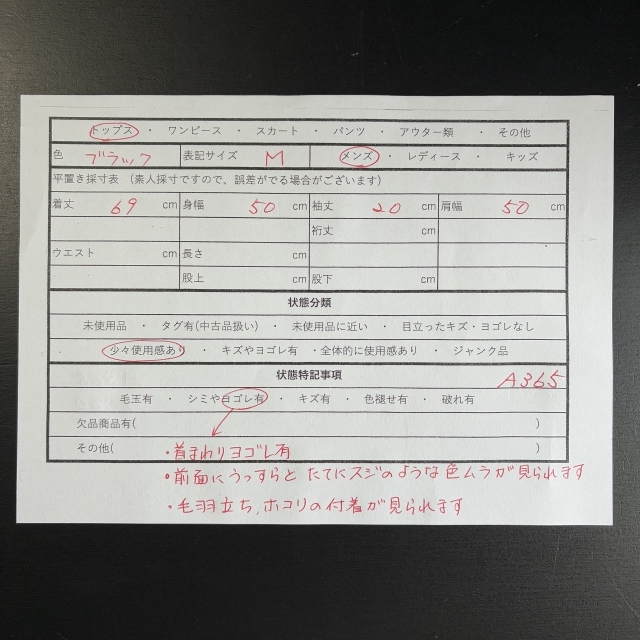 トップス ・ ワンピース ・ スカート ・ パンツ ・ アウター類 ・ その他
色 ブラック 表記サイズ M メンズ ・ レディース ・ キッズ
平置き採寸表 （素人採寸ですので、誤差がでる場合がございます）
着丈 69 cm 身幅 50 cm 袖丈 20 cm 肩幅 50 cm
裄丈 cm
ウエスト cm 長さ cm
股上 cm 股下 cm
状態分類
未使用品 ・ タグ有(中古品扱い) ・ 未使用品に近い ・ 目立ったキズ・ヨゴレなし
少々使用感あり ・ キズやヨゴレ有 ・全体的に使用感あり ・ ジャンク品
状態特記事項 A365
毛玉有 ・ シミや白ゴレ有 ・ キズ有 ・ 色褪せ有 ・ 破れ有
欠品商品有( )
その他( ・首まわりヨゴレ有 )
・前面にうっすらと たてにスジのような色ムラが見られます
・毛羽立ち,ホコリの付着が見られます